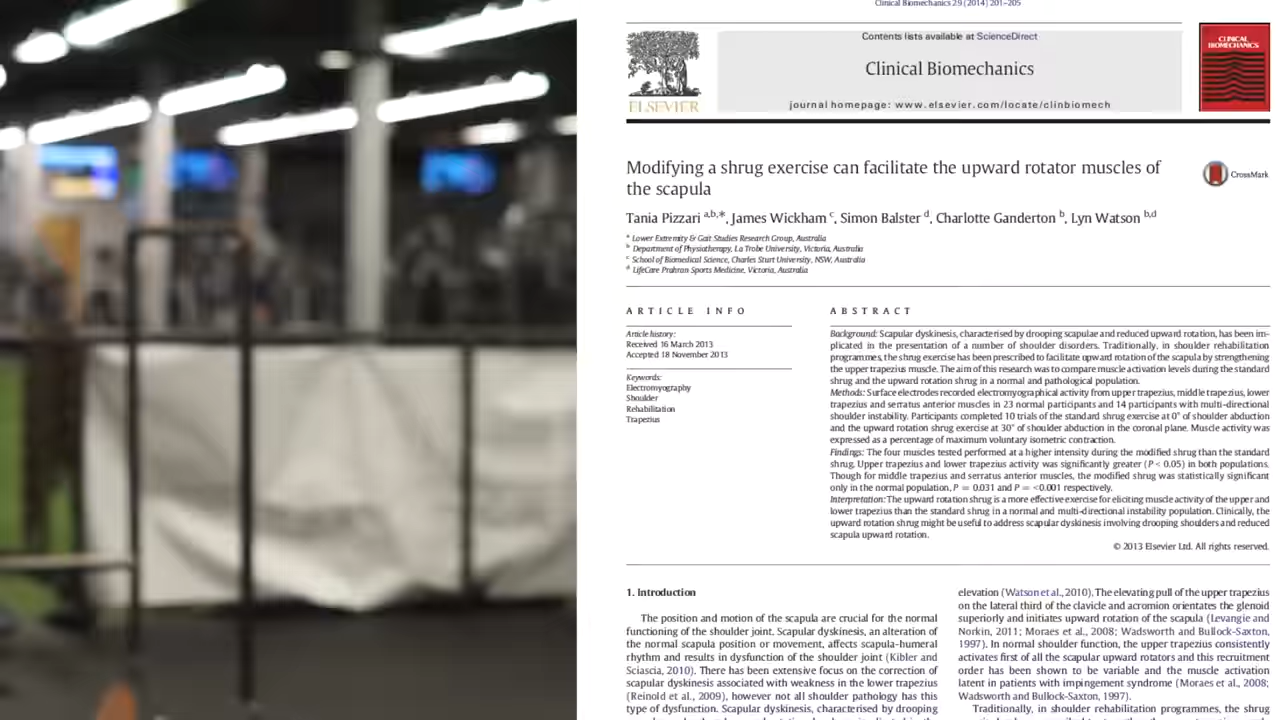 Clinical Biomechanics 29 (2014) 201–205
Contents lists available at ScienceDirect
Clinical Biomechanics
journal homepage: www.elsevier.com/locate/clinbiomech
ELSEVIER
CLINICAL
BIOMECHANICS
Modifying a shrug exercise can facilitate the upward rotator muscles of
the scapula
CrossMark
Tania Pizzari a,b,*, James Wickham c, Simon Balster d, Charlotte Ganderton b, Lyn Watson b,d
a Lower Extremity & Gait Studies Research Group, Australia
b Department of Physiotherapy, La Trobe University, Victoria, Australia
c School of Biomedical Science, Charles Sturt University, NSW, Australia
d LifeCare Prahran Sports Medicine, Victoria, Australia
ARTICLE INFO
Article history:
Received 16 March 2013
Accepted 18 November 2013
Keywords:
Electromyography
Shoulder
Rehabilitation
Trapezius
ABSTRACT
Background: Scapular dyskinesis, characterised by drooping scapulae and reduced upward rotation, has been im-
plicated in the presentation of a number of shoulder disorders. Traditionally, in shoulder rehabilitation
programmes, the shrug exercise has been prescribed to facilitate upward rotation of the scapula by strengthening
the upper trapezius muscle. The aim of this research was to compare muscle activation levels during the standard
shrug and the upward rotation shrug in a normal and pathological population.
Methods: Surface electrodes recorded electromyographical activity from upper trapezius, middle trapezius, lower
trapezius and serratus anterior muscles in 23 normal participants and 14 participants with multi-directional
shoulder instability. Participants completed 10 trials of the standard shrug exercise at 0° of shoulder abduction
and the upward rotation shrug exercise at 30° of shoulder abduction in the coronal plane. Muscle activity was
expressed as a percentage of maximum voluntary isometric contraction.
Findings: The four muscles tested performed at a higher intensity during the modified shrug than the standard
shrug. Upper trapezius and lower trapezius activity was significantly greater (P < 0.05) in both populations.
Though for middle trapezius and serratus anterior muscles, the modified shrug was statistically significant
only in the normal population, P = 0.031 and P = <0.001 respectively.
Interpretation: The upward rotation shrug is a more effective exercise for eliciting muscle activity of the upper and
lower trapezius than the standard shrug in a normal and multi-directional instability population. Clinically, the
upward rotation shrug might be useful to address scapular dyskinesis involving drooping shoulders and reduced
scapula upward rotation.
© 2013 Elsevier Ltd. All rights reserved.
1. Introduction
The position and motion of the scapula are crucial for the normal
functioning of the shoulder joint. Scapular dyskinesis, an alteration of
the normal scapula position or movement, affects scapula-humeral
rhythm and results in dysfunction of the shoulder joint (Kibler and
Sciascia, 2010). There has been extensive focus on the correction of
scapular dyskinesis associated with weakness in the lower trapezius
(Reinold et al., 2009), however not all shoulder pathology has this
type of dysfunction. Scapular dyskinesis, characterised by drooping
elevation (Watson et al., 2010). The elevating pull of the upper trapezius
on the lateral third of the clavicle and acromion orientates the glenoid
superiorly and initiates upward rotation of the scapula (Levangie and
Norkin, 2011; Moraes et al., 2008; Wadsworth and Bullock-Saxton,
1997). In normal shoulder function, the upper trapezius consistently
activates first of all the scapular upward rotators and this recruitment
order has been shown to be variable and the muscle activation
latent in patients with impingement syndrome (Moraes et al., 2008;
Wadsworth and Bullock-Saxton, 1997).
Traditionally, in shoulder rehabilitation programmes, the shrug